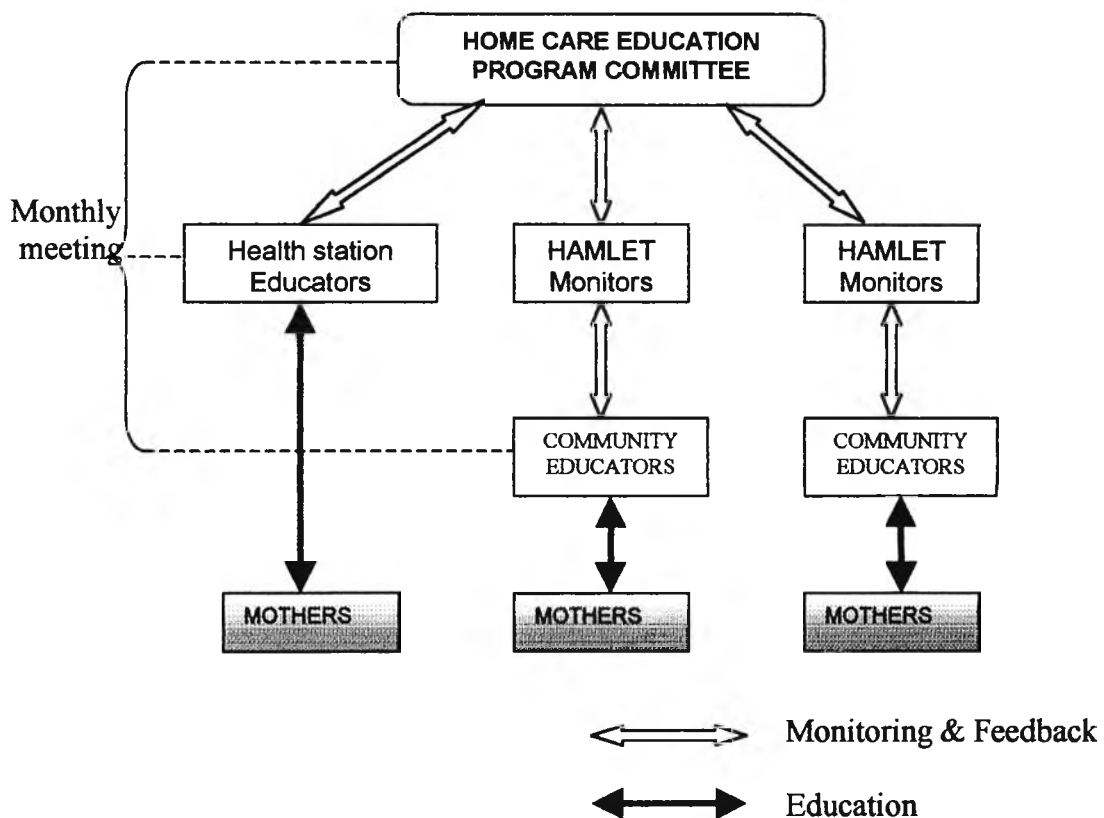 HOME CARE EDUCATION
PROGRAM COMMITTEE
Monthly
meeting
Health station
Educators
HAMLET
Monitors
HAMLET
Monitors
COMMUNITY
EDUCATORS
COMMUNITY
EDUCATORS
MOTHERS
MOTHERS
MOTHERS
Monitoring & Feedback
Education